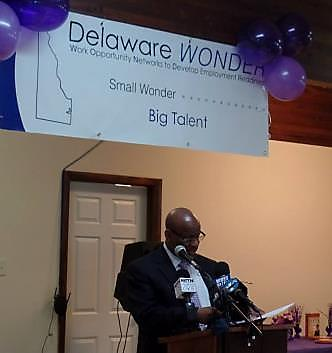 Delaware WONDER
Work Opportunity Networks to Develop Employment Readiness
Small Wonder
Big Talent